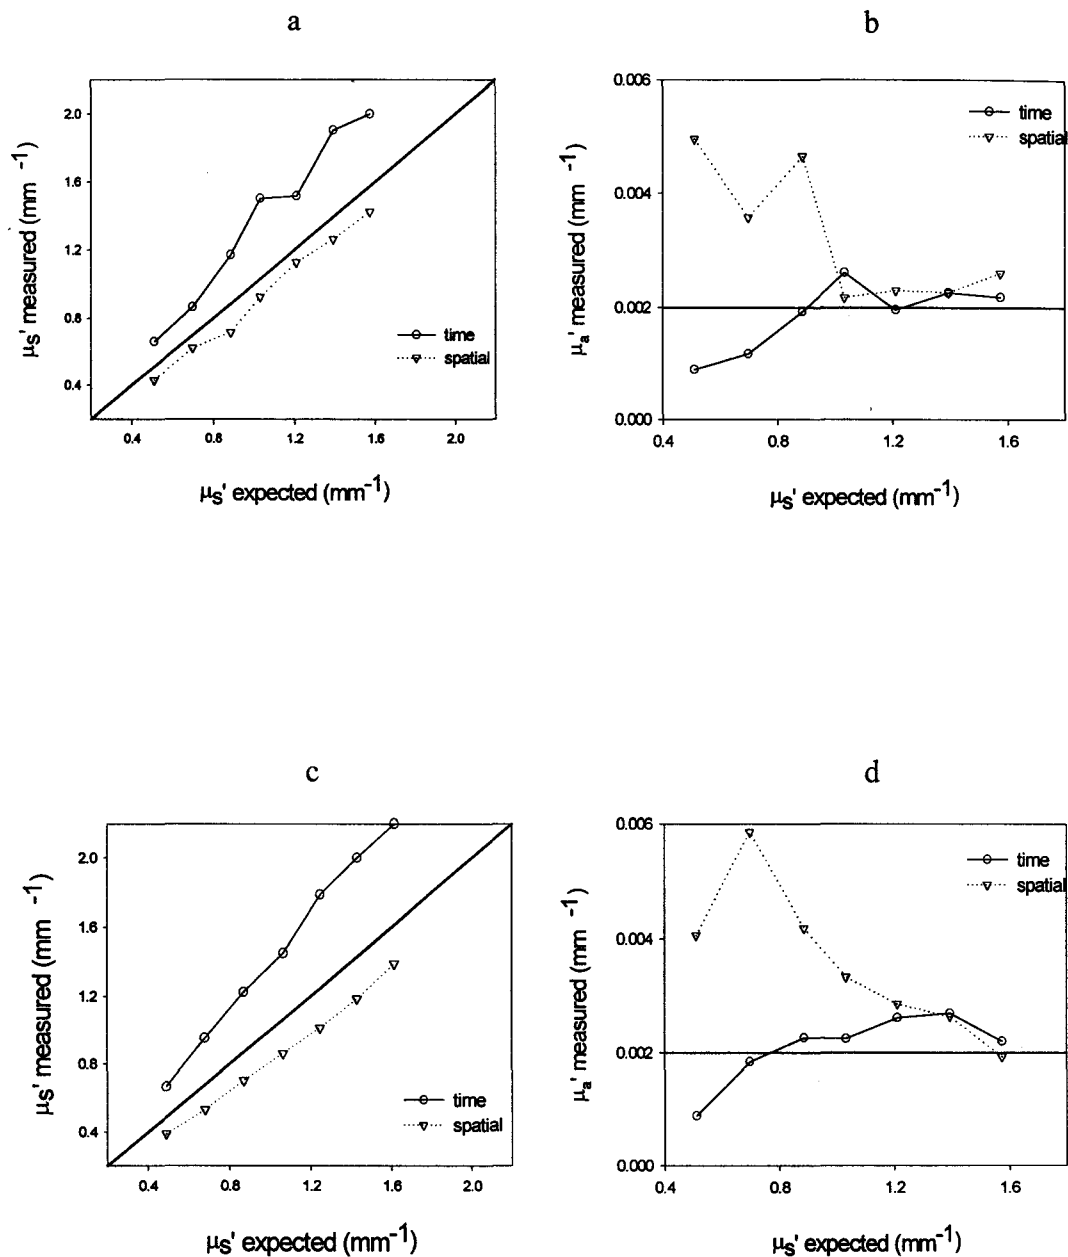 a
b
μs' measured (mm⁻¹)
2.0
1.6
1.2
0.8
0.4
time
spatial
0.4 0.8 1.2 1.6 2.0
μs' expected (mm⁻¹)
μa' measured (mm⁻¹)
0.006
0.004
0.002
0.000
time
spatial
0.4 0.8 1.2 1.6
μs' expected (mm⁻¹)
c
d
μs' measured (mm⁻¹)
2.0
1.6
1.2
0.8
0.4
time
spatial
0.4 0.8 1.2 1.6 2.0
μs' expected (mm⁻¹)
μa' measured (mm⁻¹)
0.006
0.004
0.002
0.000
time
spatial
0.4 0.8 1.2 1.6
μs' expected (mm⁻¹)